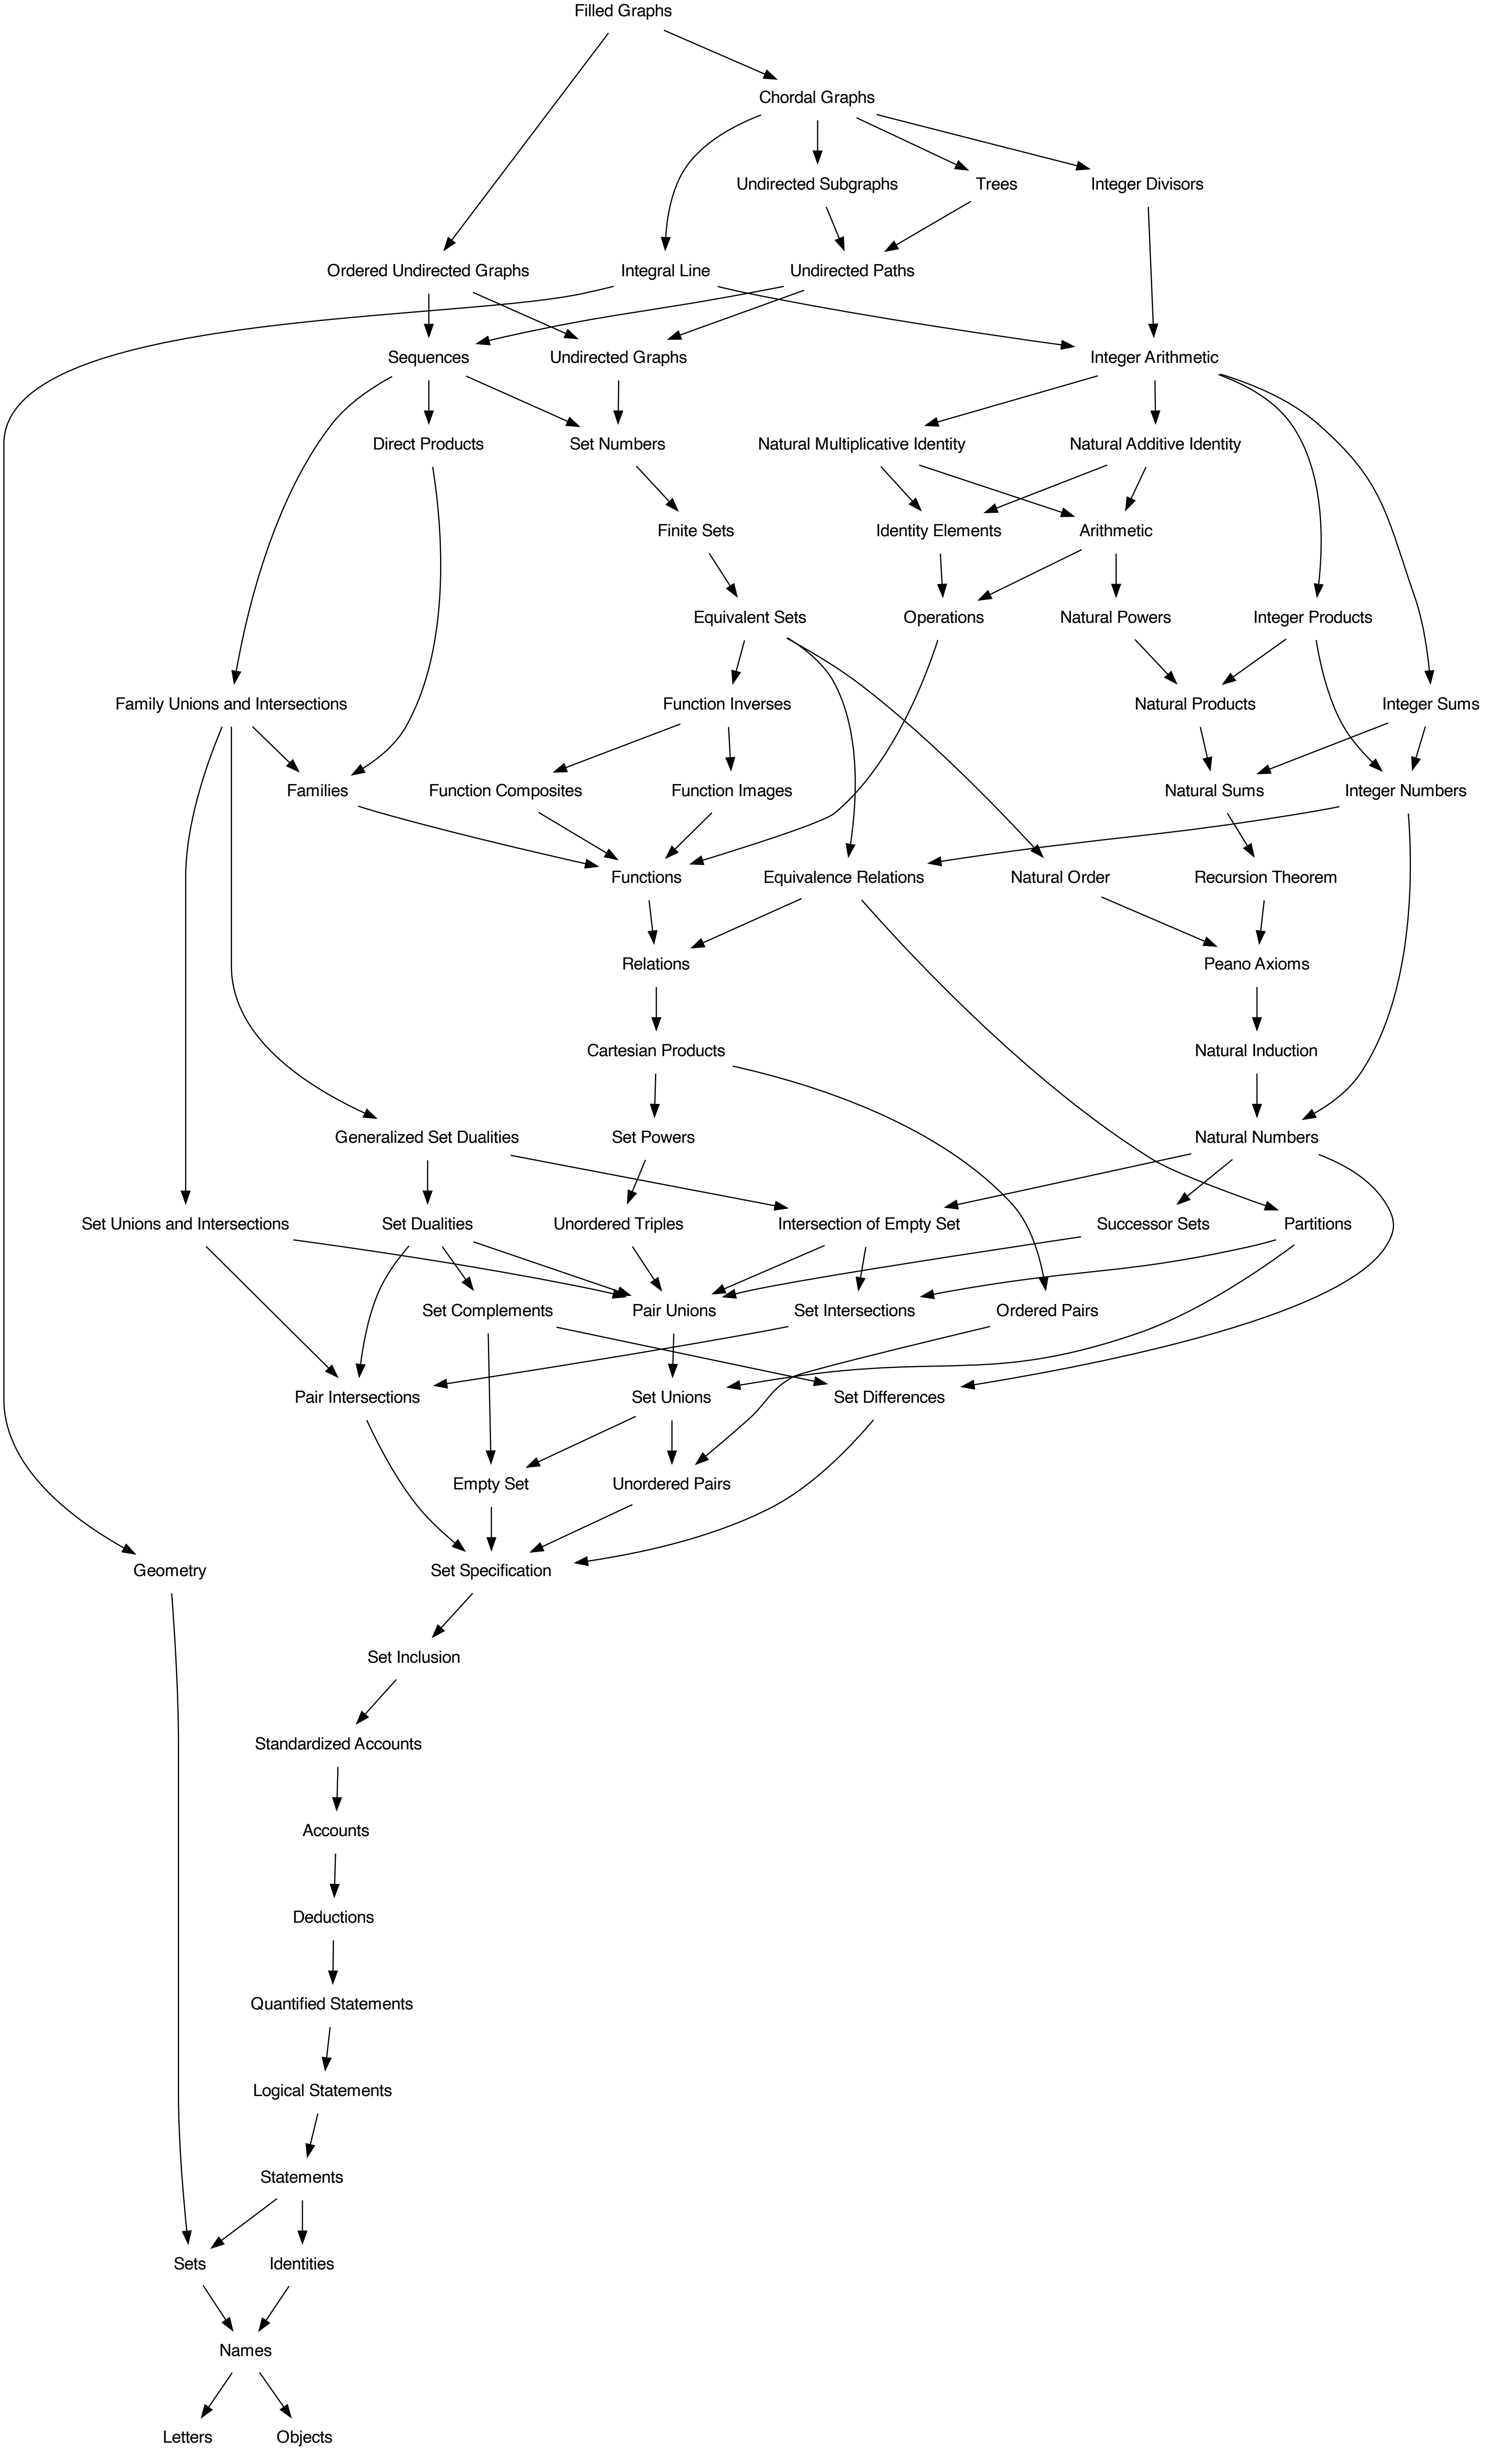 Filled Graphs
Chordal Graphs
Undirected Subgraphs
Trees
Integer Divisors
Ordered Undirected Graphs
Integral Line
Undirected Paths
Sequences
Undirected Graphs
Integer Arithmetic
Direct Products
Set Numbers
Natural Multiplicative Identity
Natural Additive Identity
Finite Sets
Identity Elements
Arithmetic
Equivalent Sets
Operations
Natural Powers
Integer Products
Family Unions and Intersections
Function Inverses
Natural Products
Integer Sums
Families
Function Composites
Function Images
Natural Sums
Integer Numbers
Functions
Equivalence Relations
Natural Order
Recursion Theorem
Relations
Peano Axioms
Cartesian Products
Natural Induction
Generalized Set Dualities
Set Powers
Natural Numbers
Set Unions and Intersections
Set Dualities
Unordered Triples
Intersection of Empty Set
Successor Sets
Partitions
Set Complements
Pair Unions
Set Intersections
Ordered Pairs
Pair Intersections
Set Unions
Set Differences
Empty Set
Unordered Pairs
Geometry
Set Specification
Set Inclusion
Standardized Accounts
Accounts
Deductions
Quantified Statements
Logical Statements
Statements
Sets
Identities
Names
Letters
Objects